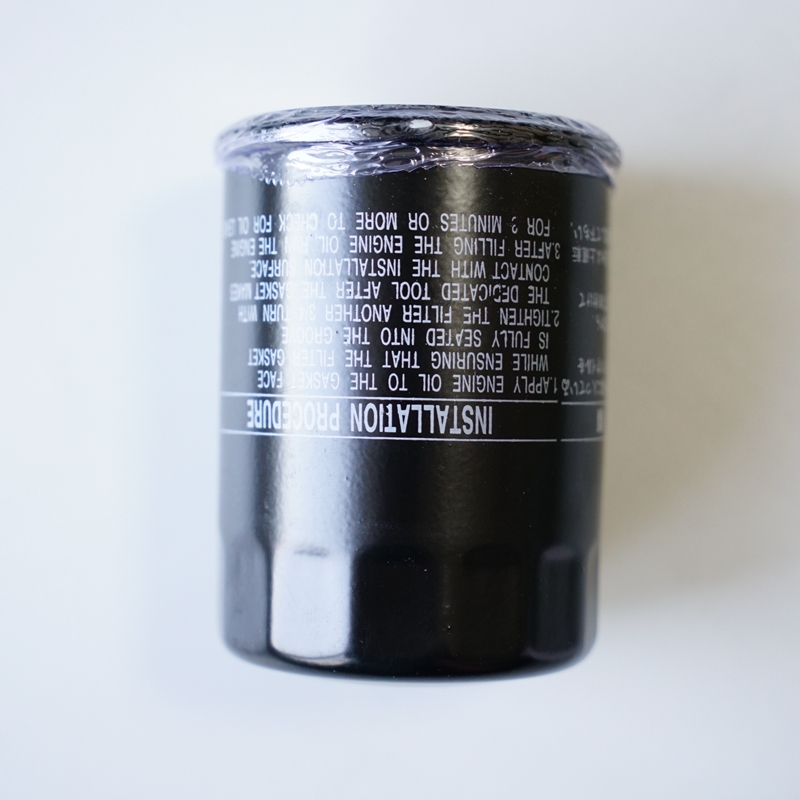 INSTALLATION PROCEDURE
1.APPLY ENGINE OIL TO THE GASKET FACE
WHILE ENSURING THAT THE FILTER GASKET
IS FULLY SEATED INTO THE GROOVE
2.TIGHTEN THE FILTER ANOTHER 3/4 TURN WITH
THE DEDICATED TOOL AFTER THE GASKET MAKES
CONTACT WITH THE INSTALLATION SURFACE
3.AFTER FILLING THE ENGINE OIL RUN THE ENGINE
FOR 3 MINUTES OR MORE TO CHECK FOR OIL